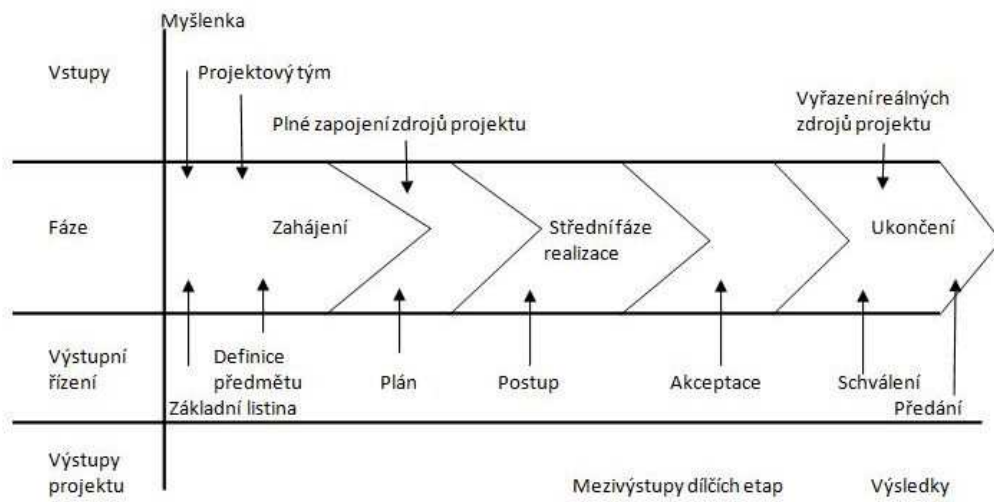 Myšlenka
Vstupy
Projektový tým
Plné zapojení zdrojů projektu
Vyřazení reálných
zdrojů projektu
Fáze
Zahájení
Střední fáze
realizace
Ukončení
Výstupní
řízení
Základní listina
Definice
předmětu
Plán
Postup
Akceptace
Schválení
Předání
Výstupy
projektu
Mezivýstupy dílčích etap
Výsledky